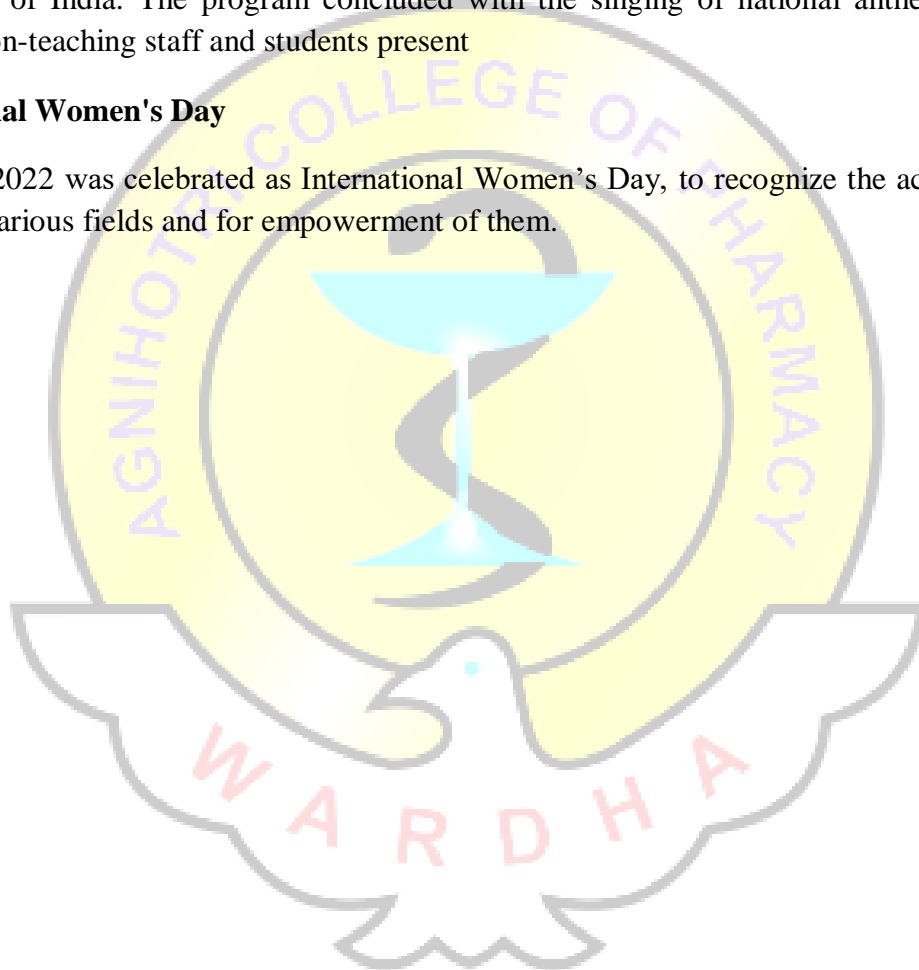 of India. The program concluded with the singing of national anthe
on-teaching staff and students present
nal Women's Day
2022 was celebrated as International Women’s Day, to recognize the ac
arious fields and for empowerment of them.
AGNIHOTRI COLLEGE OF PHARMACY
WARDHA